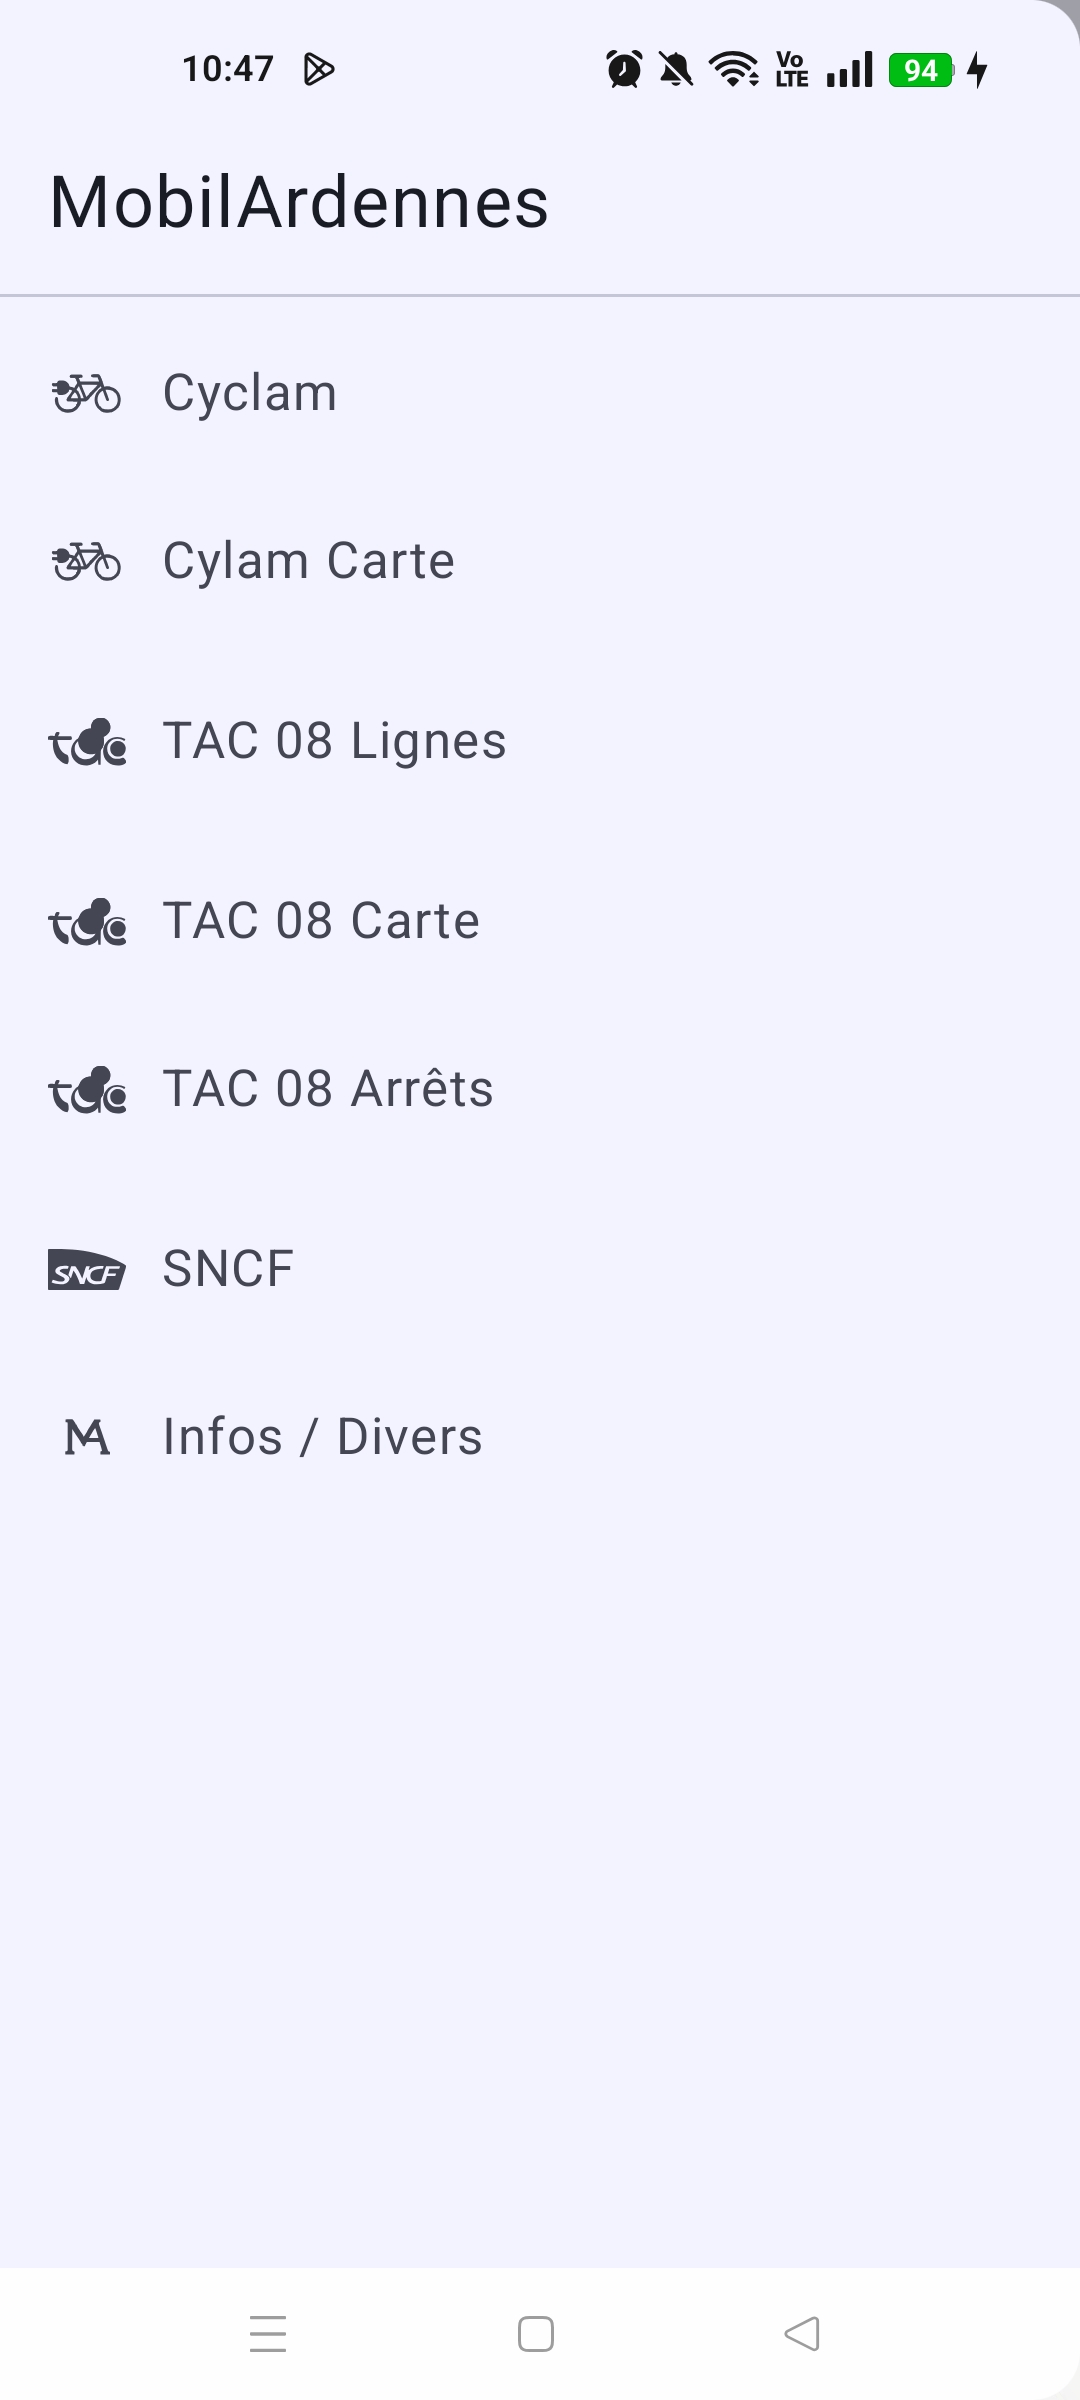 10:47 Vo LTE 94
MobilArdennes
Cyclam
Cylam Carte
tac TAC 08 Lignes
tac TAC 08 Carte
tac TAC 08 Arrêts
SNCF SNCF
MA Infos / Divers